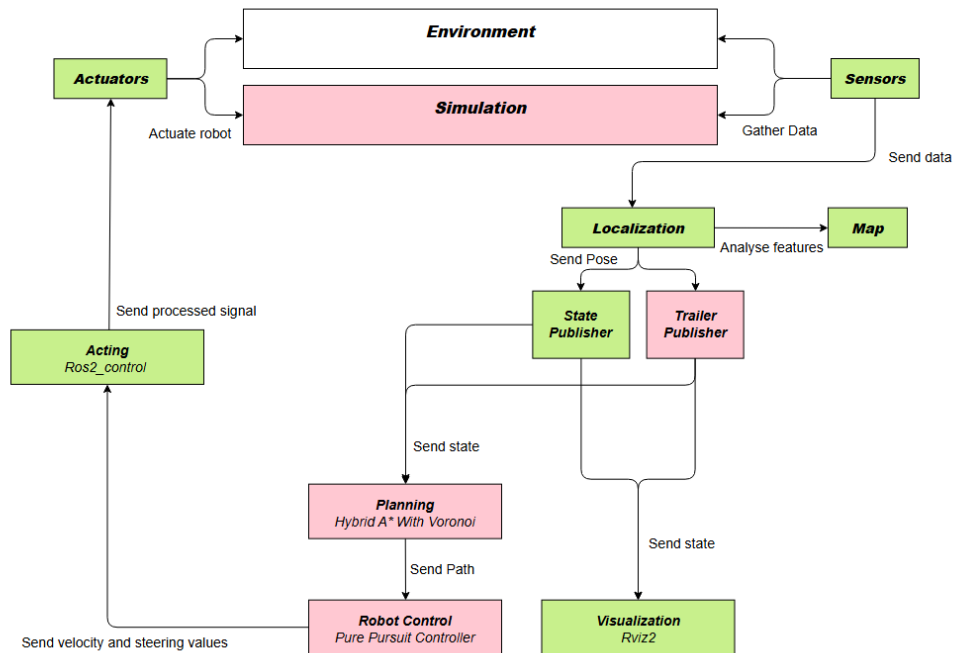 Environment
Actuators
Simulation
Sensors
Actuate robot
Gather Data
Send data
Localization
Map
Analyse features
Send Pose
State
Publisher
Trailer
Publisher
Send processed signal
Acting
Ros2_control
Send state
Planning
Hybrid A* With Voronoi
Send state
Send Path
Robot Control
Pure Pursuit Controller
Visualization
Rviz2
Send velocity and steering values